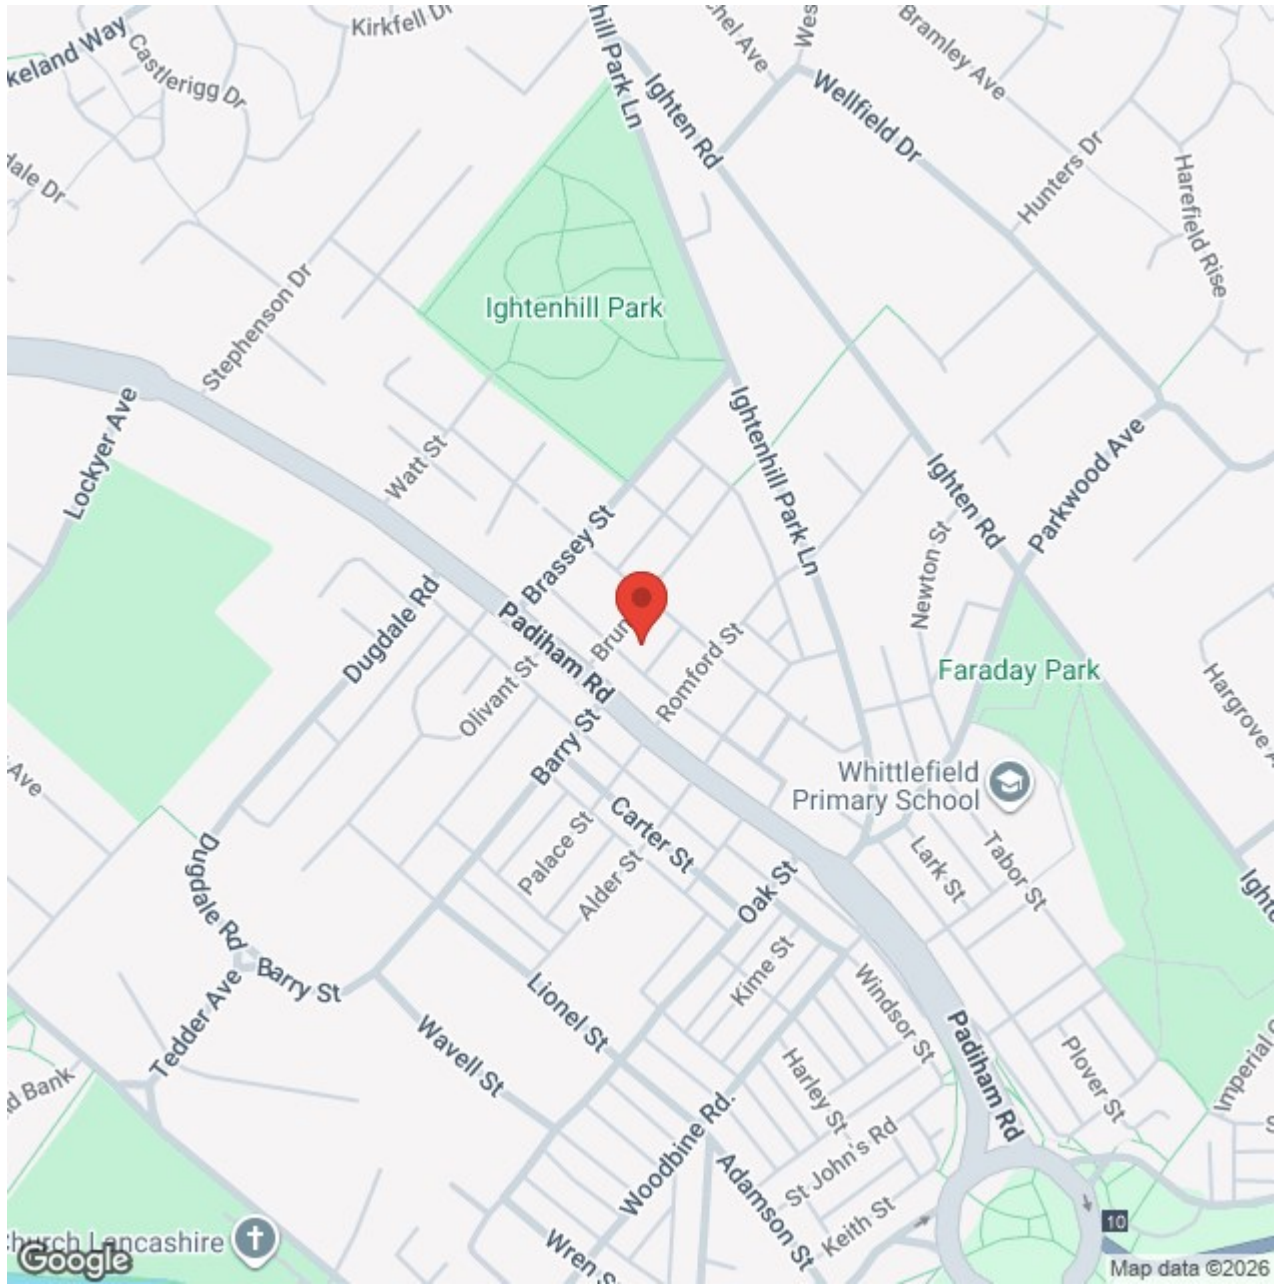 Kirkfell Dr
keland Way
Castlerigg Dr
dale Dr
hill Park Ln
Ighten Rd
chel Ave
Wes
Bramley Ave
Wellfield Dr
Hunters Dr
Harefield Rise
Stephenson Dr
Ightenhill Park
Lockyer Ave
Watt St
Ightenhill Park Ln
Ighten Rd
Parkwood Ave
Brassey St
Newton St
Dugdale Rd
Padiham Rd
Brun
Olivant St
Romford St
Faraday Park
Hargrove A
Barry St
Whittlefield
Primary School
Ave
Palace St
Carter St
Alder St
Dugdale Rd
Oak St
Lark St
Tabor St
Ighte
Barry St
Tedder Ave
Kime St
Lionel St
Windsor St
Wavell St
Padiham Rd
Plover St
Imperial
d Bank
Harley St
Woodbine Rd.
St John's Rd
Adamson St
Keith St
Wren S
S
10
hurch Lancashire
Google
Map data ©2026